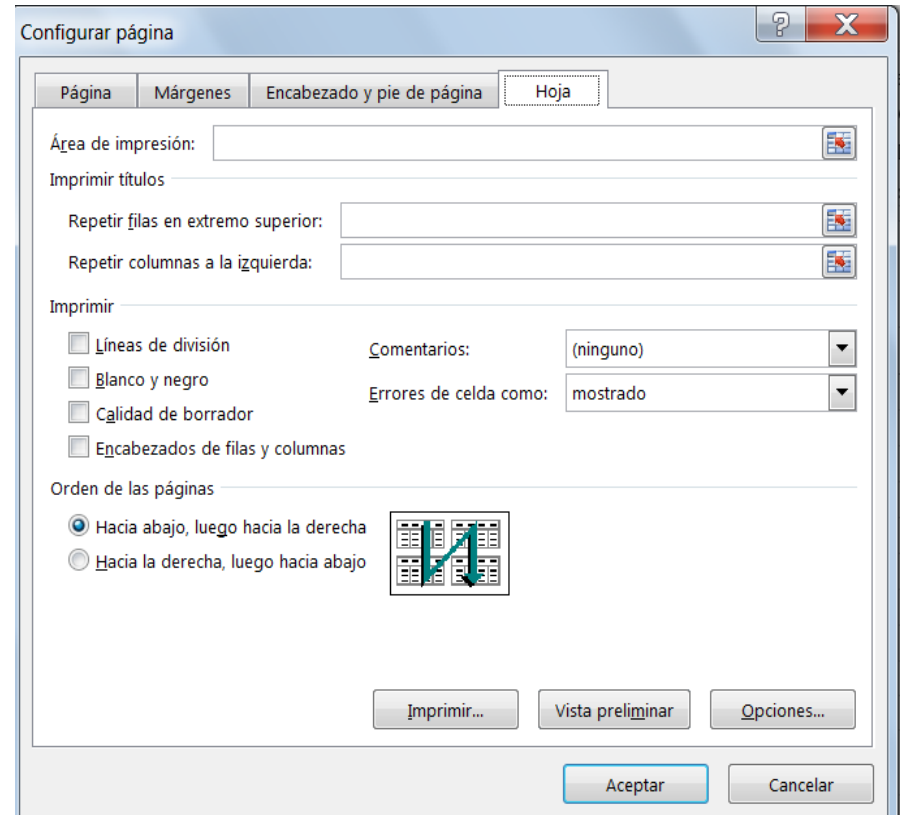 Configurar página
Página Márgenes Encabezado y pie de página Hoja
Área de impresión:
Imprimir títulos
Repetir filas en extremo superior:
Repetir columnas a la izquierda:
Imprimir
Líneas de división
Comentarios: (ninguno)
Blanco y negro
Errores de celda como: mostrado
Calidad de borrador
Encabezados de filas y columnas
Orden de las páginas
Hacia abajo, luego hacia la derecha
Hacia la derecha, luego hacia abajo
Imprimir... Vista preliminar Opciones...
Aceptar Cancelar